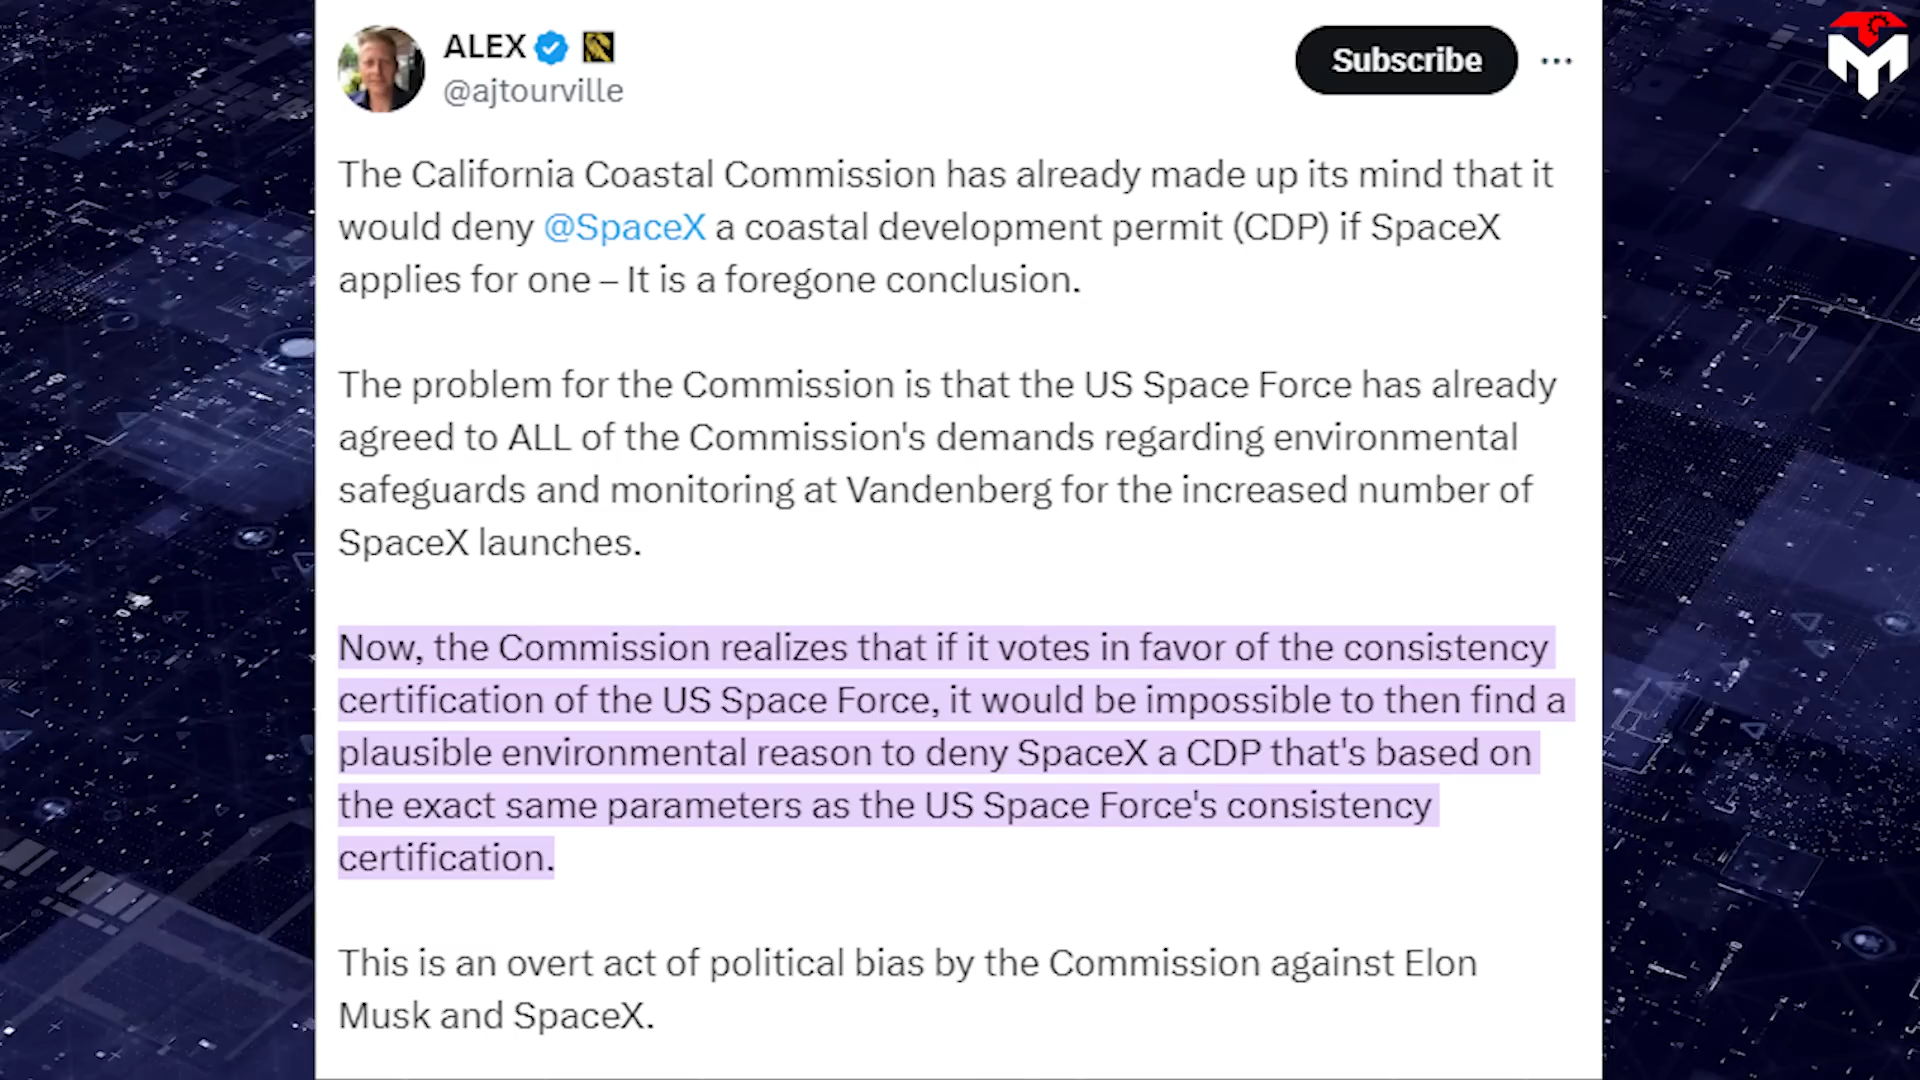 ALEX
@ajtourville
Subscribe
The California Coastal Commission has already made up its mind that it
would deny @SpaceX a coastal development permit (CDP) if SpaceX
applies for one – It is a foregone conclusion.
The problem for the Commission is that the US Space Force has already
agreed to ALL of the Commission's demands regarding environmental
safeguards and monitoring at Vandenberg for the increased number of
SpaceX launches.
Now, the Commission realizes that if it votes in favor of the consistency
certification of the US Space Force, it would be impossible to then find a
plausible environmental reason to deny SpaceX a CDP that's based on
the exact same parameters as the US Space Force's consistency
certification.
This is an overt act of political bias by the Commission against Elon
Musk and SpaceX.